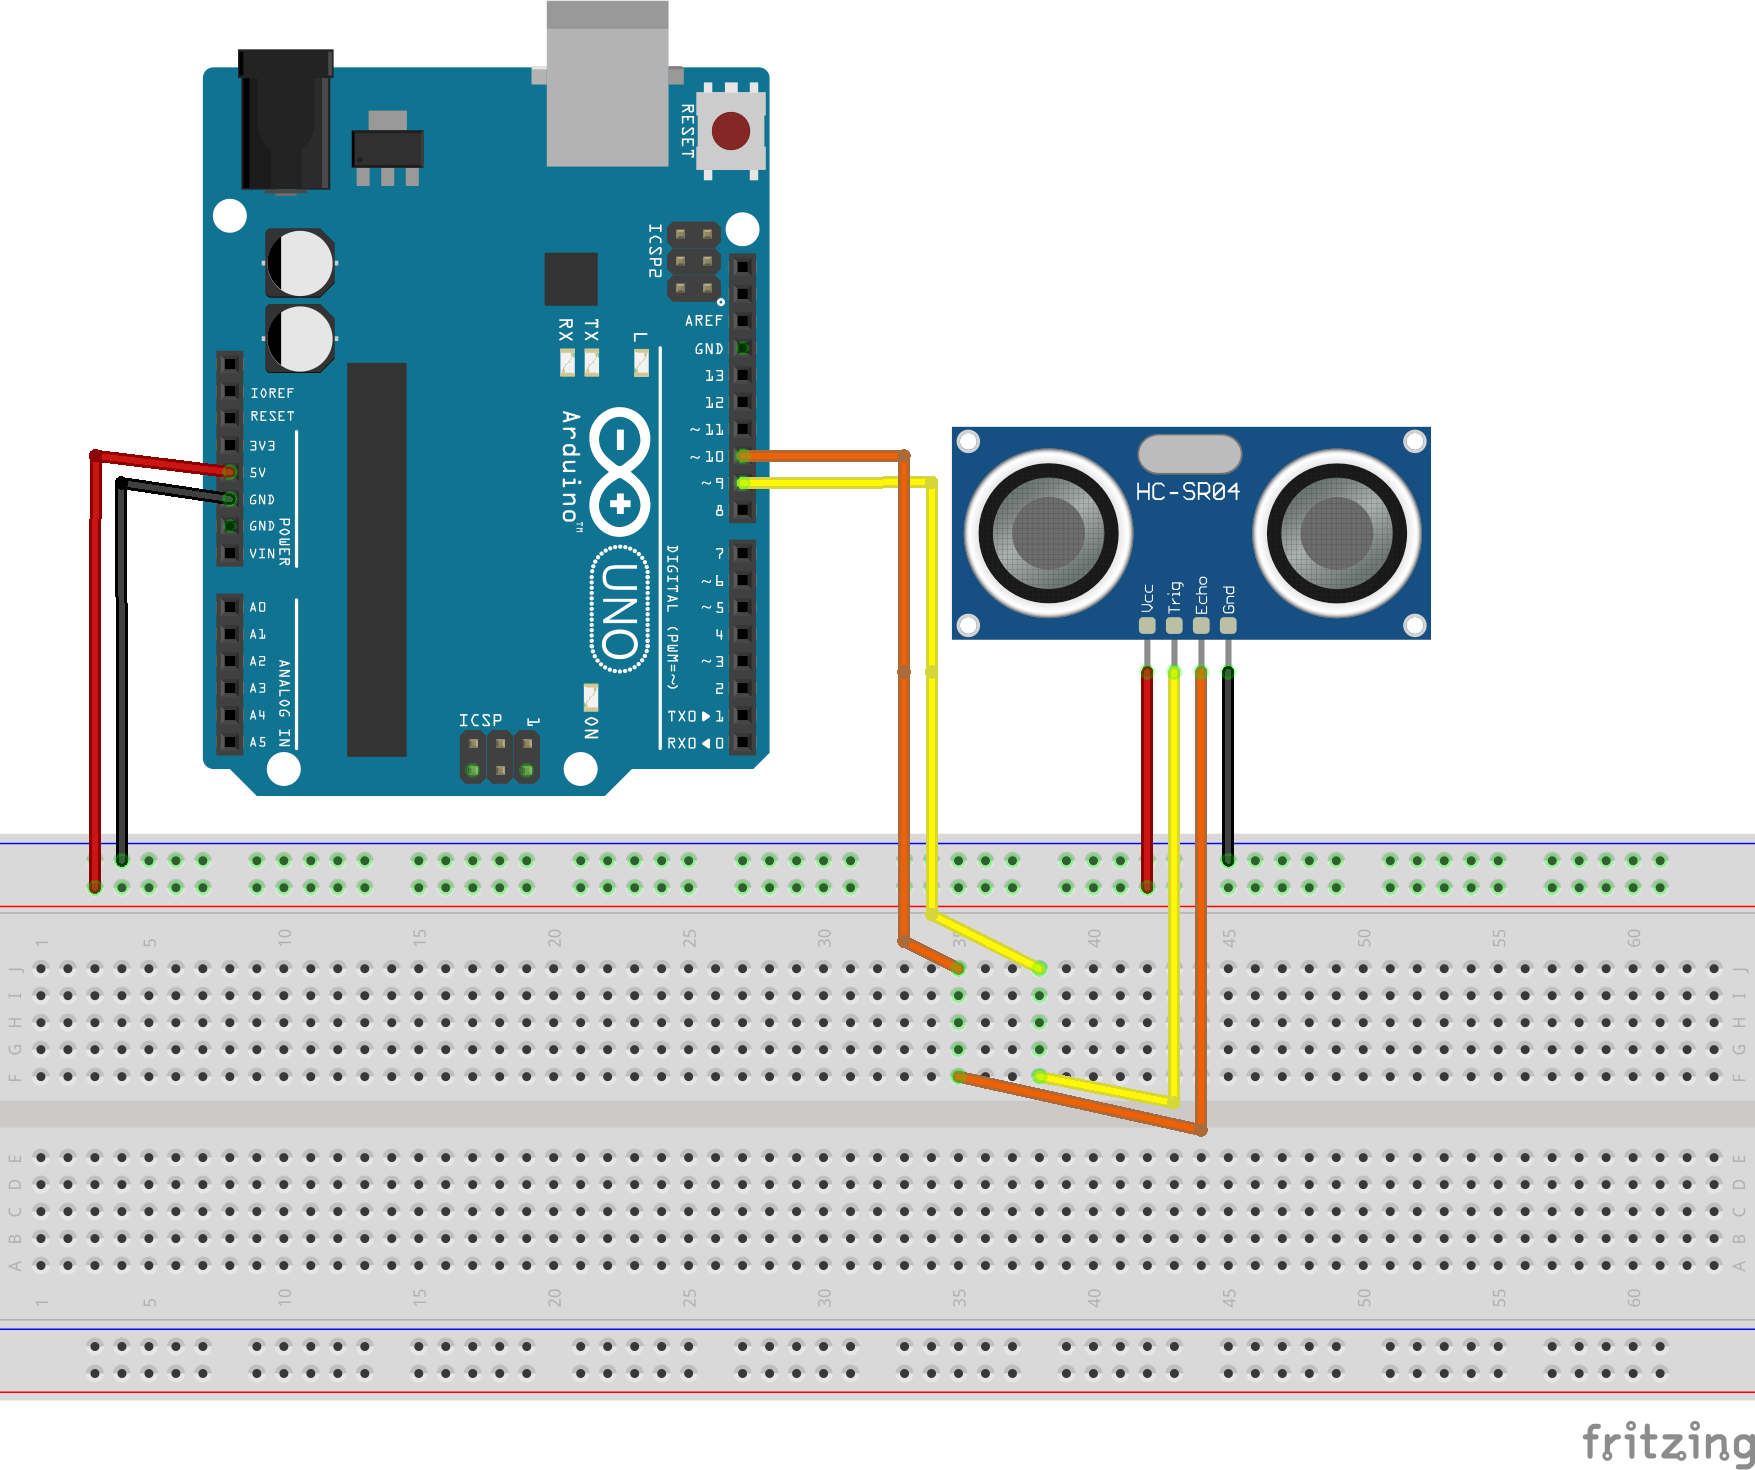 RESET
ICSP2
AREF
GND
13
12
~11
~10
~9
8
7
~6
~5
4
~3
2
TX0▶1
RX0◀0
RX
TX
L
IOREF
RESET
3V3
5V
GND
GND
VIN
POWER
A0
A1
A2
A3
A4
A5
ANALOG IN
Arduino™
UNO
DIGITAL (PWM=~)
ICSP
1
ON
HC-SR04
Vcc
Trig
Echo
Gnd
1 5 10 15 20 25 30 35 40 45 50 55 60
J J
I I
H H
G G
F F
E E
D D
C C
B B
A A
1 5 10 15 20 25 30 35 40 45 50 55 60
fritzing